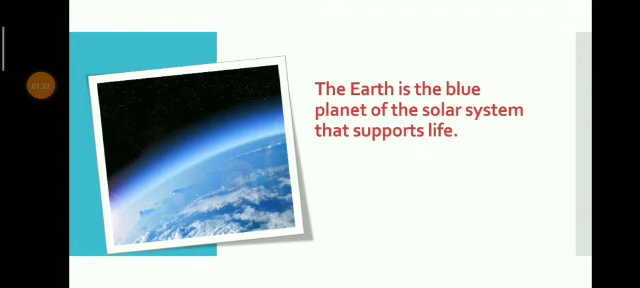 The Earth is the blue
planet of the solar system
that supports life.